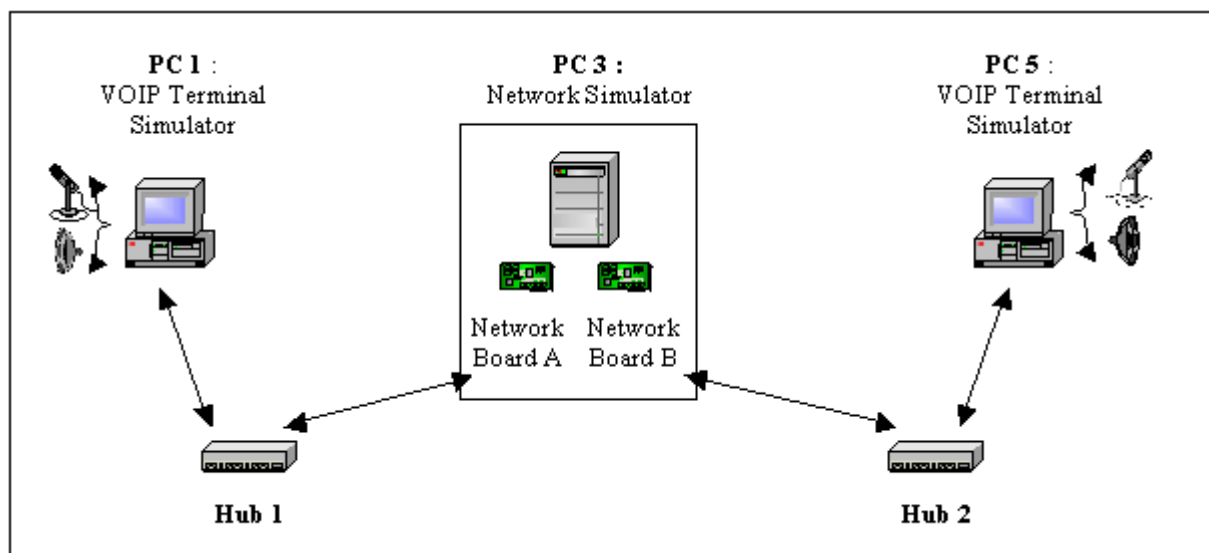 PC 1 :
VOIP Terminal
Simulator
PC 3 :
Network Simulator
PC 5 :
VOIP Terminal
Simulator
Network
Board A
Network
Board B
Hub 1
Hub 2